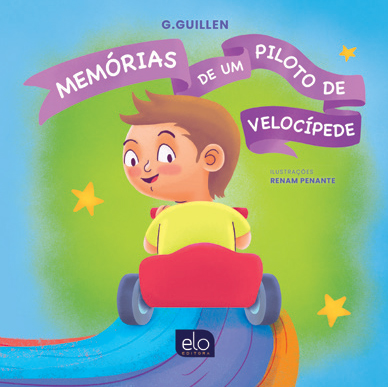 G.GUILLEN
MEMÓRIAS
DE UM
PILOTO DE
VELOCÍPEDE
ILUSTRAÇÕES
RENAM PENANTE
elo
EDITORA